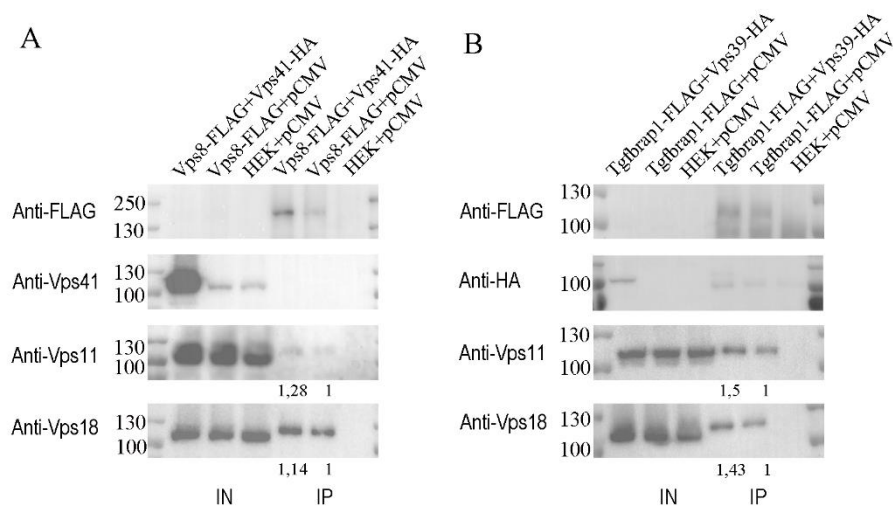 A
Vps8-FLAG+Vps41-HA
Vps8-FLAG+pCMV
HEK+pCMV
Vps8-FLAG+Vps41-HA
Vps8-FLAG+pCMV
HEK+pCMV
Anti-FLAG
250
130
Anti-Vps41
130
100
Anti-Vps11
130
100
1,28 1
Anti-Vps18
130
100
1,14 1
IN IP
B
Tgfbrap1-FLAG+Vps39-HA
Tgfbrap1-FLAG+pCMV
HEK+pCMV
Tgfbrap1-FLAG+Vps39-HA
Tgfbrap1-FLAG+pCMV
HEK+pCMV
Anti-FLAG
130
100
Anti-HA
100
Anti-Vps11
130
100
1,5 1
Anti-Vps18
130
100
1,43 1
IN IP